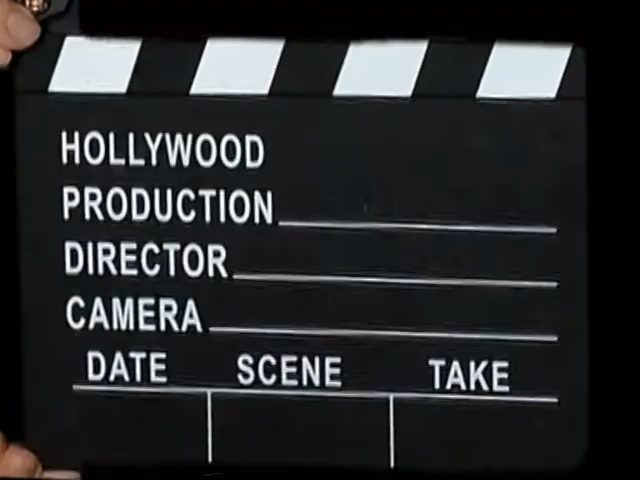 HOLLYWOOD
PRODUCTION
DIRECTOR
CAMERA
DATE SCENE TAKE